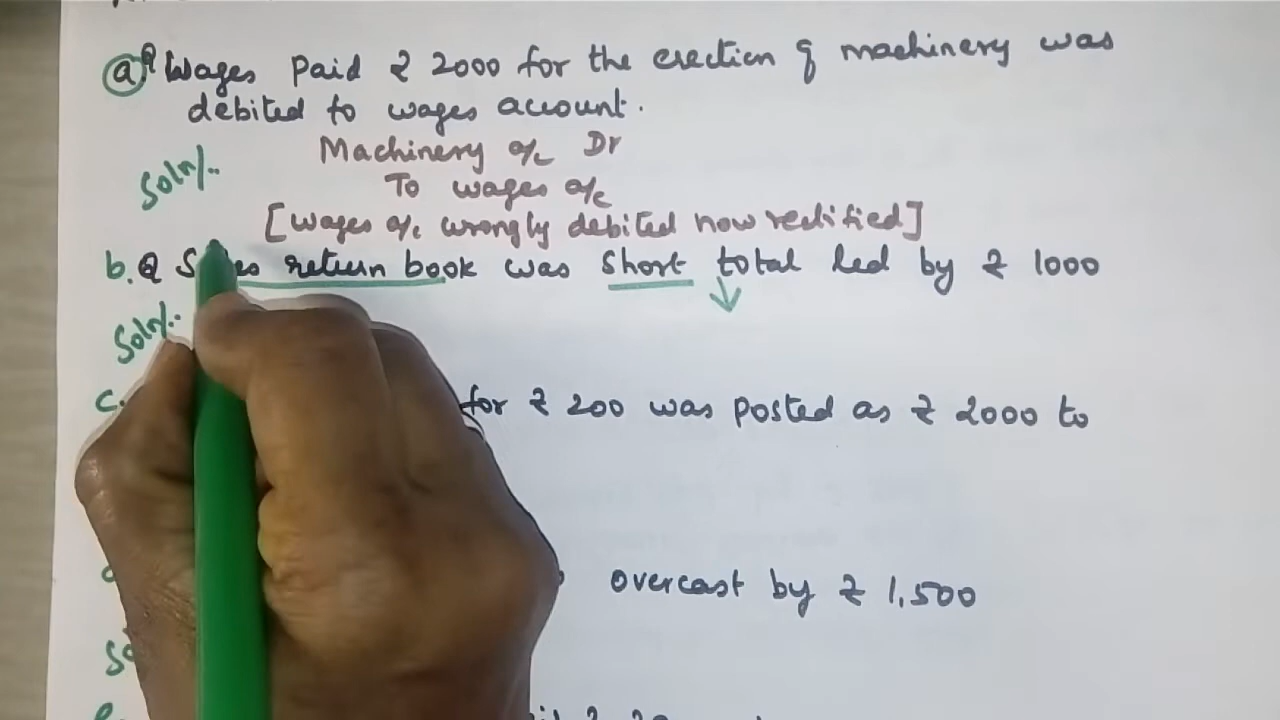 a Q Wages Paid ₹ 2000 for the erection of machinery was
debited to wages account.
Soln/:-
Machinery a/c Dr
To wages a/c
[Wages a/c wrongly debited now rectified]
b. Q return book was short total led by ₹ 1000
Soln/:-
c. for ₹ 200 was posted as ₹ 2000 to
overcast by ₹ 1,500